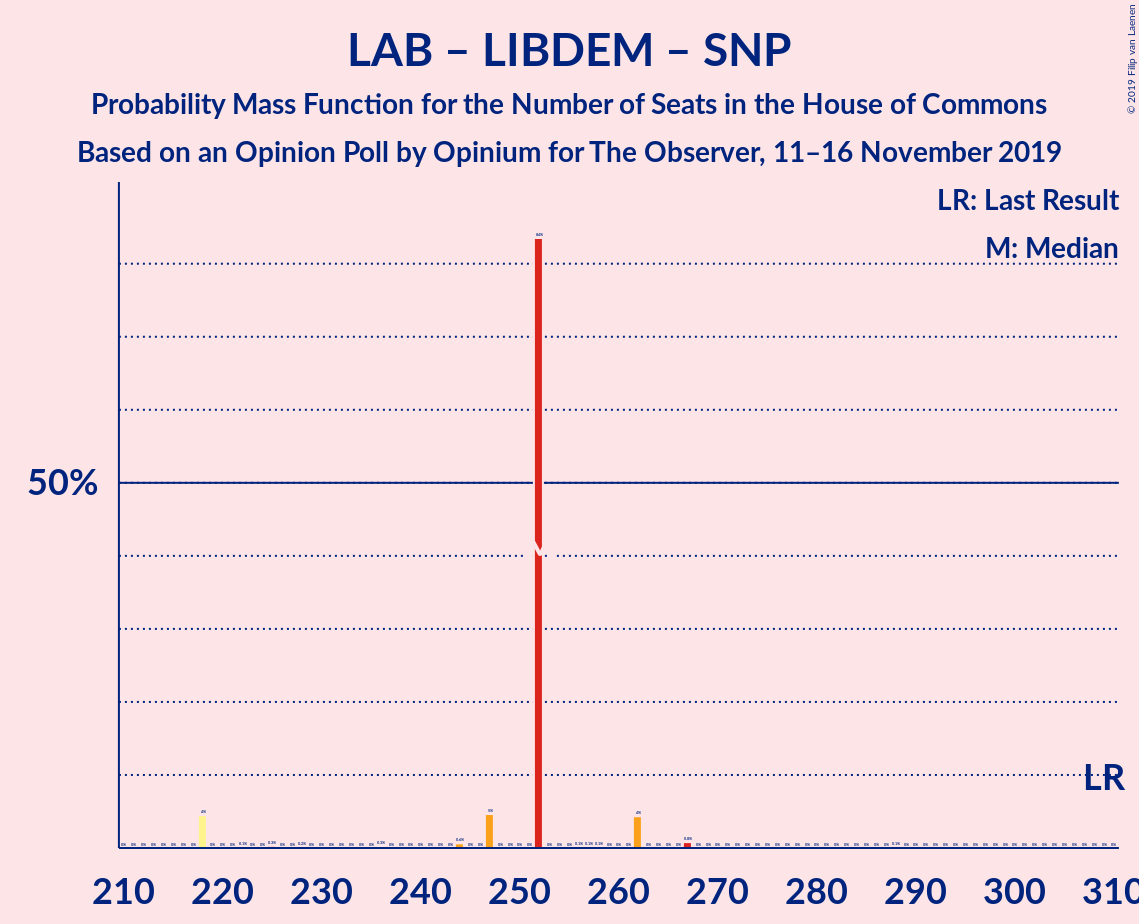 LAB – LIBDEM – SNP
Probability Mass Function for the Number of Seats in the House of Commons
Based on an Opinion Poll by Opinium for The Observer, 11–16 November 2019
© 2019 Filip van Laenen
LR: Last Result
M: Median
50%
LR
210 220 230 240 250 260 270 280 290 300 310